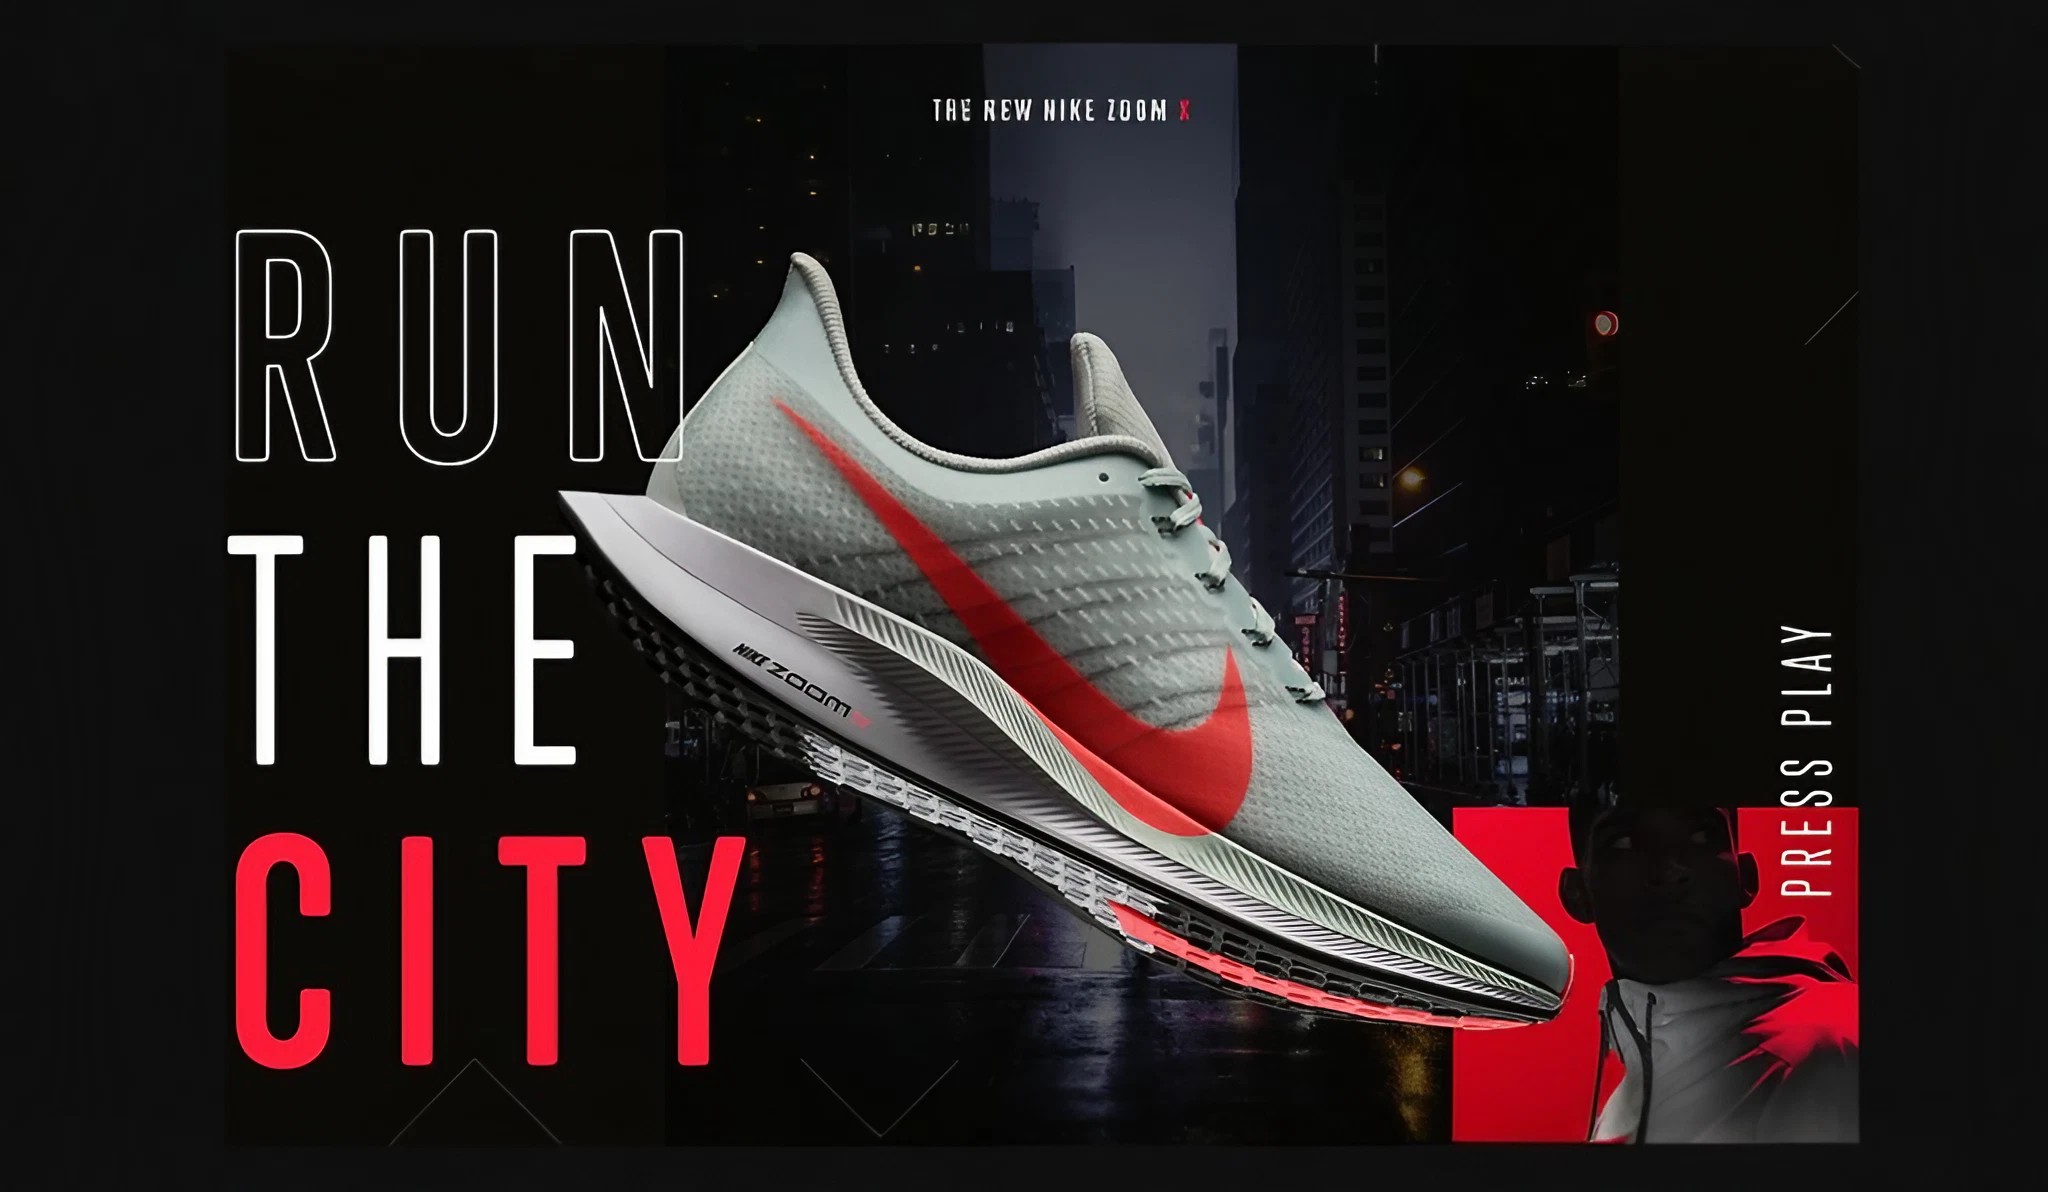 THE NEW NIKE ZOOM X
RUN
THE
CITY
NIKE ZOOM X
PRESS PLAY